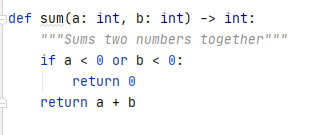 def sum(a: int, b: int) -> int:
    """Sums two numbers together"""
    if a < 0 or b < 0:
        return 0
    return a + b